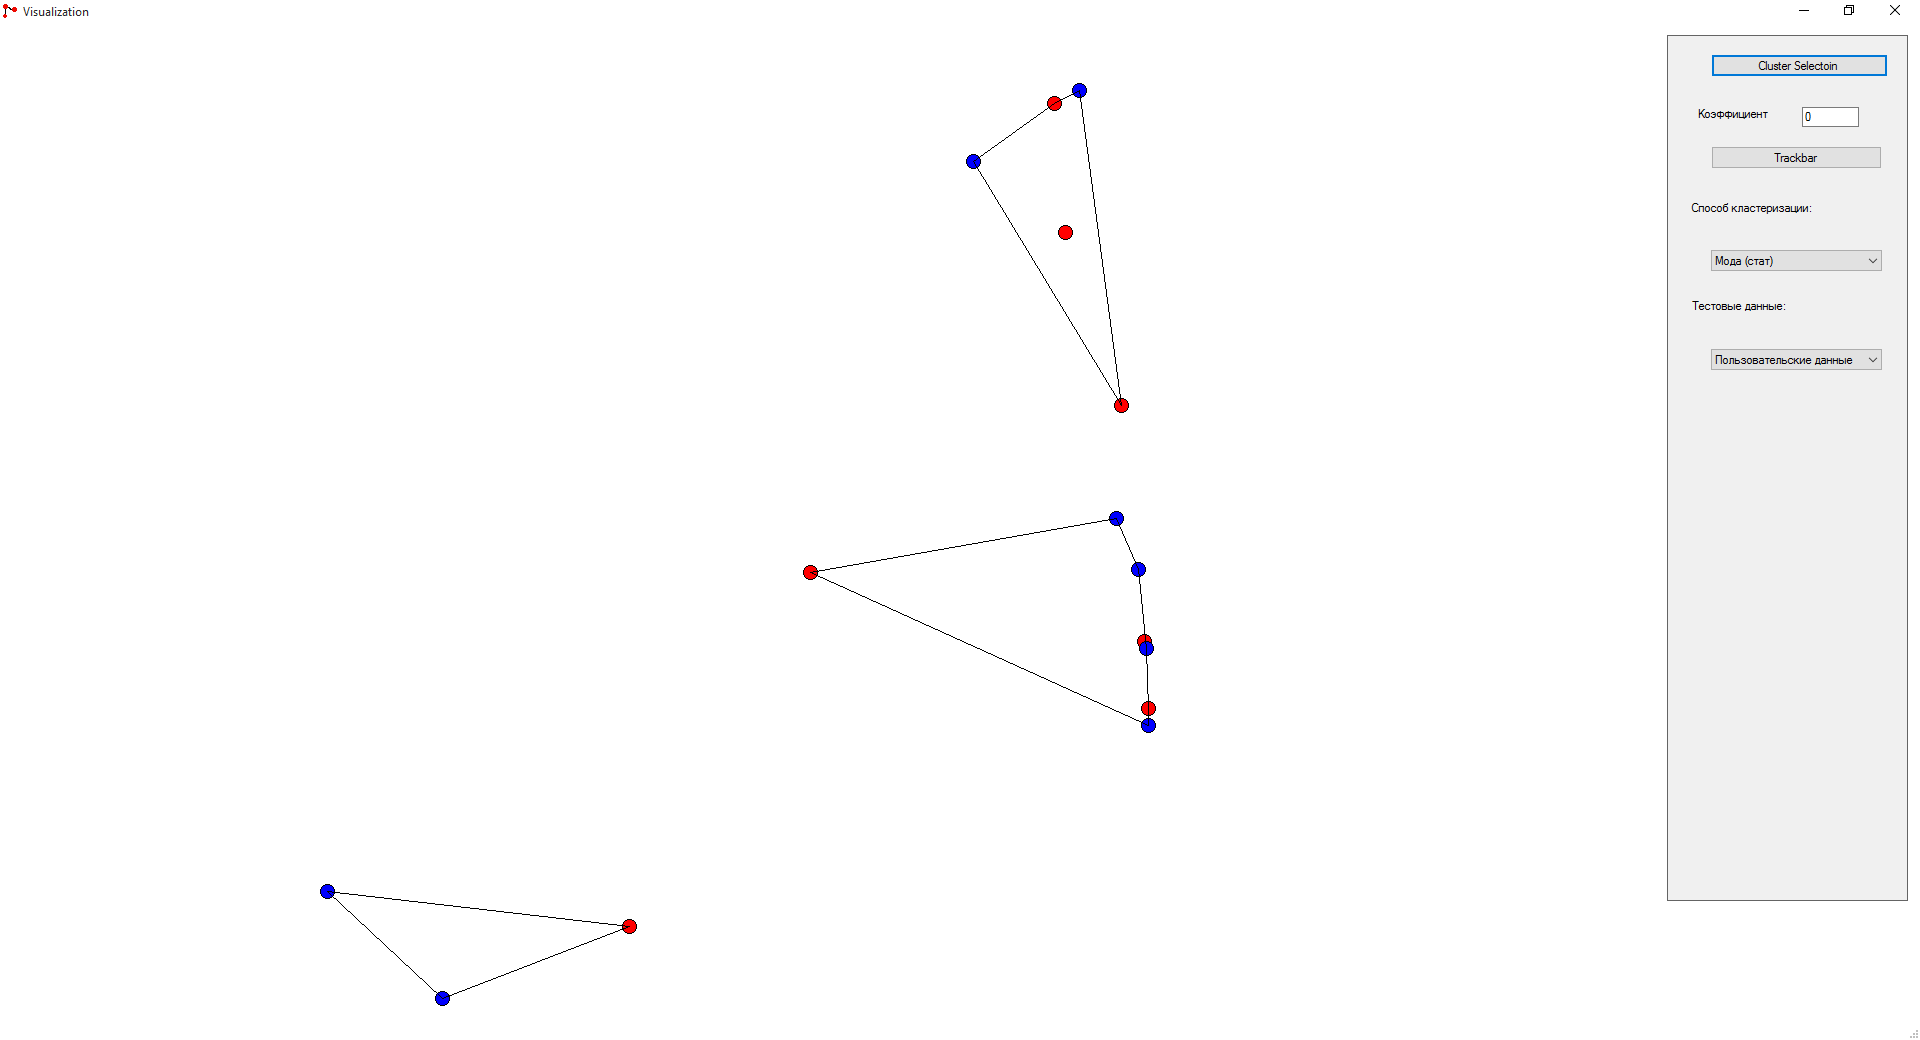 Visualization
Cluster Selectoin
Коэффициент
0
Trackbar
Способ кластеризации:
Мода (стат)
Тестовые данные:
Пользовательские данные